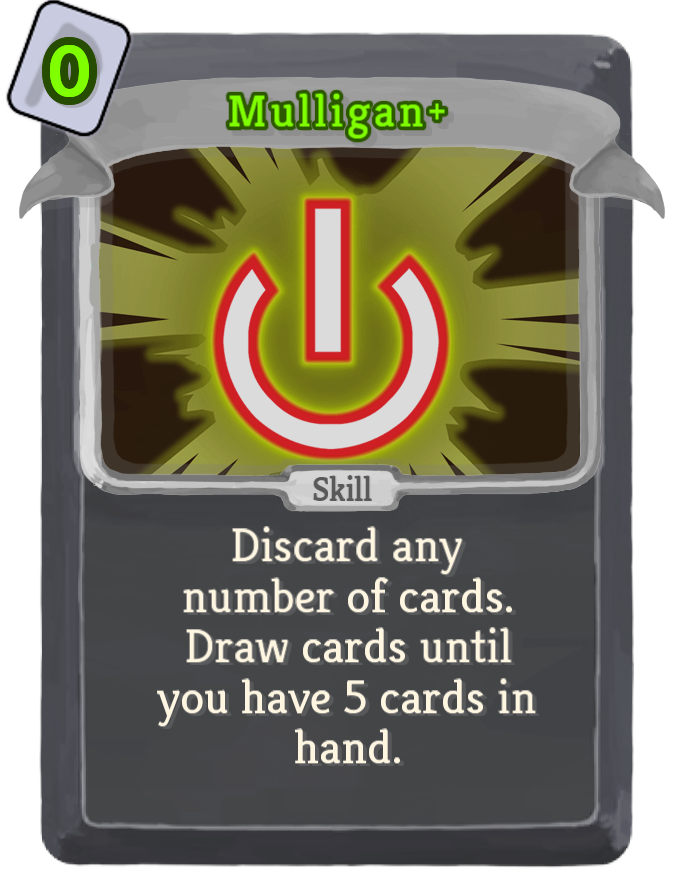 0
Mulligan+
Skill
Discard any
number of cards.
Draw cards until
you have 5 cards in
hand.